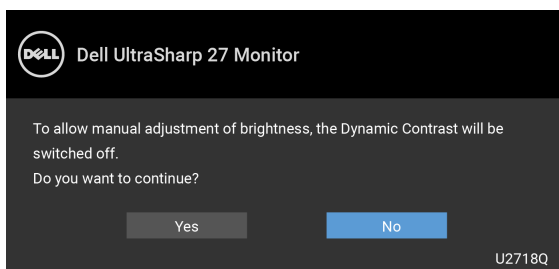 DELL
Dell UltraSharp 27 Monitor
To allow manual adjustment of brightness, the Dynamic Contrast will be
switched off.
Do you want to continue?
Yes No
U2718Q